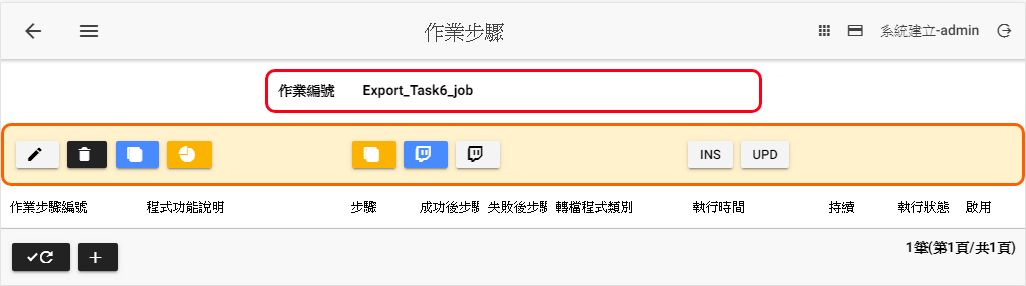 作業步驟
系統建立-admin
作業編號 Export_Task6_job
INS UPD
作業步驟編號 程式功能說明 步驟 成功後步驟 失敗後步驟 轉檔程式類別 執行時間 持續 執行狀態 啟用
1筆(第1頁/共1頁)